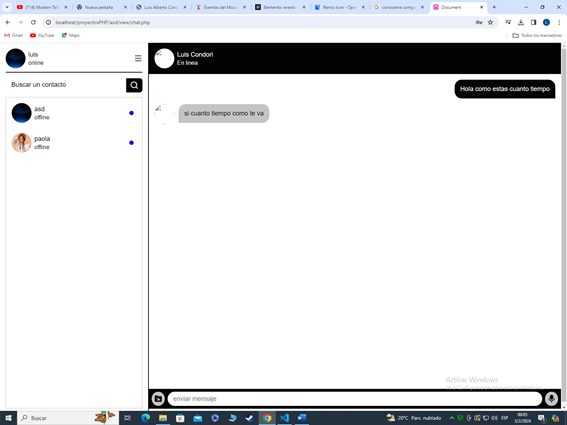 (714) Modern Tal
Nueva pestaña
Luis Alberto Cond
Eventos del Mous
Elemento evento
Remix Icon - Ope
conocerse comp
Document
localhost/proyectosPHP/asd/view/chat.php
Gmail
YouTube
Maps
Todos los marcadores
luis
online
Buscar un contacto
asd
offline
paola
offline
Luis Condori
En linea
Hola como estas cuanto tiempo
si cuanto tiempo como te va
enviar mensaje
Activar Windows
Buscar
20°C Parc. nublado
ESP
00:05
5/2/2024